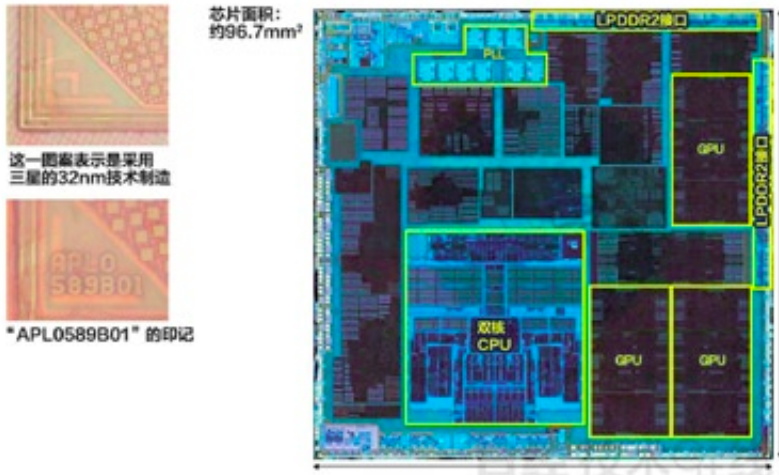 芯片面积：
约96.7mm²
LPDDR2接口
PLL
GPU
LPDDR2接口
这一图案表示是采用
三星的32nm技术制造
APL0
589B01
"APL0589B01" 的印记
双核
CPU
GPU
GPU